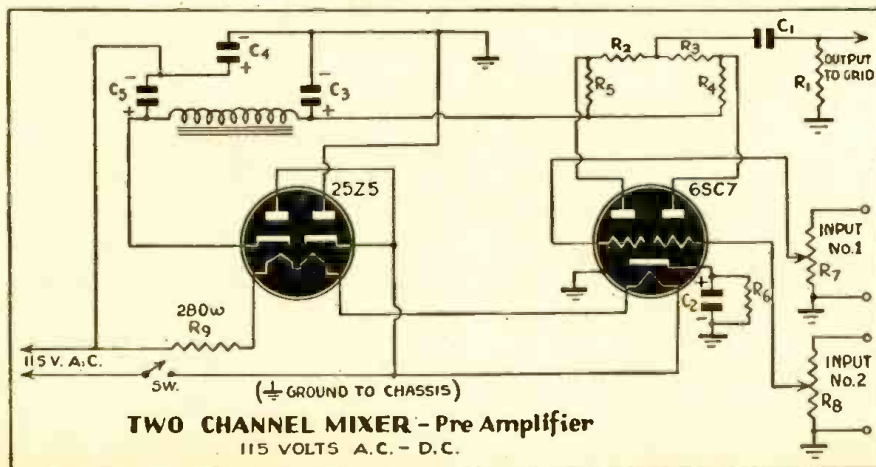 C4
C5
C3
R2
R3
C1
OUTPUT
TO GRID
R5
R4
R1
25Z5
6SC7
INPUT
No.1
R7
280ω
R9
C2
R6
115 V. A.C.
SW.
(⏚ GROUND TO CHASSIS)
INPUT
No.2
R8
TWO CHANNEL MIXER - Pre Amplifier
115 VOLTS A.C. - D.C.